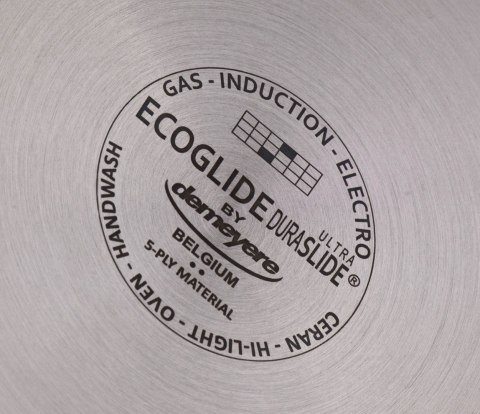 GAS - INDUCTION - ELECTRO
CERAN - HI-LIGHT - OVEN - HANDWASH
ECOGLIDE
BY
demeyere
ULTRA
DURASLIDE®
BELGIUM
5-PLY MATERIAL